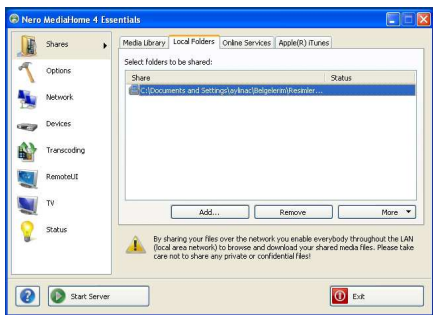 Nero MediaHome 4 Essentials
Shares
Options
Network
Devices
Transcoding
RemoteUI
TV
Status
Media Library Local Folders Online Services Apple(R) iTunes
Select folders to be shared:
Share Status
C:\Documents and Settings\aylinac\Belgelerim\Resimler...
Add... Remove More
By sharing your files over the network you enable everybody throughout the LAN
(local area network) to browse and download your shared media files. Please take
care not to share any private or confidential files!
Start Server Exit